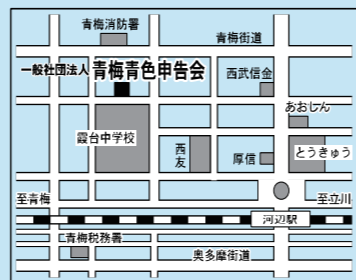 青梅消防署
青梅街道
一般社団法人 青梅青色申告会
西武信金
あおしん
霞台中学校
西友
厚信
とうきゅう
至青梅
至立川
河辺駅
青梅税務署
奥多摩街道